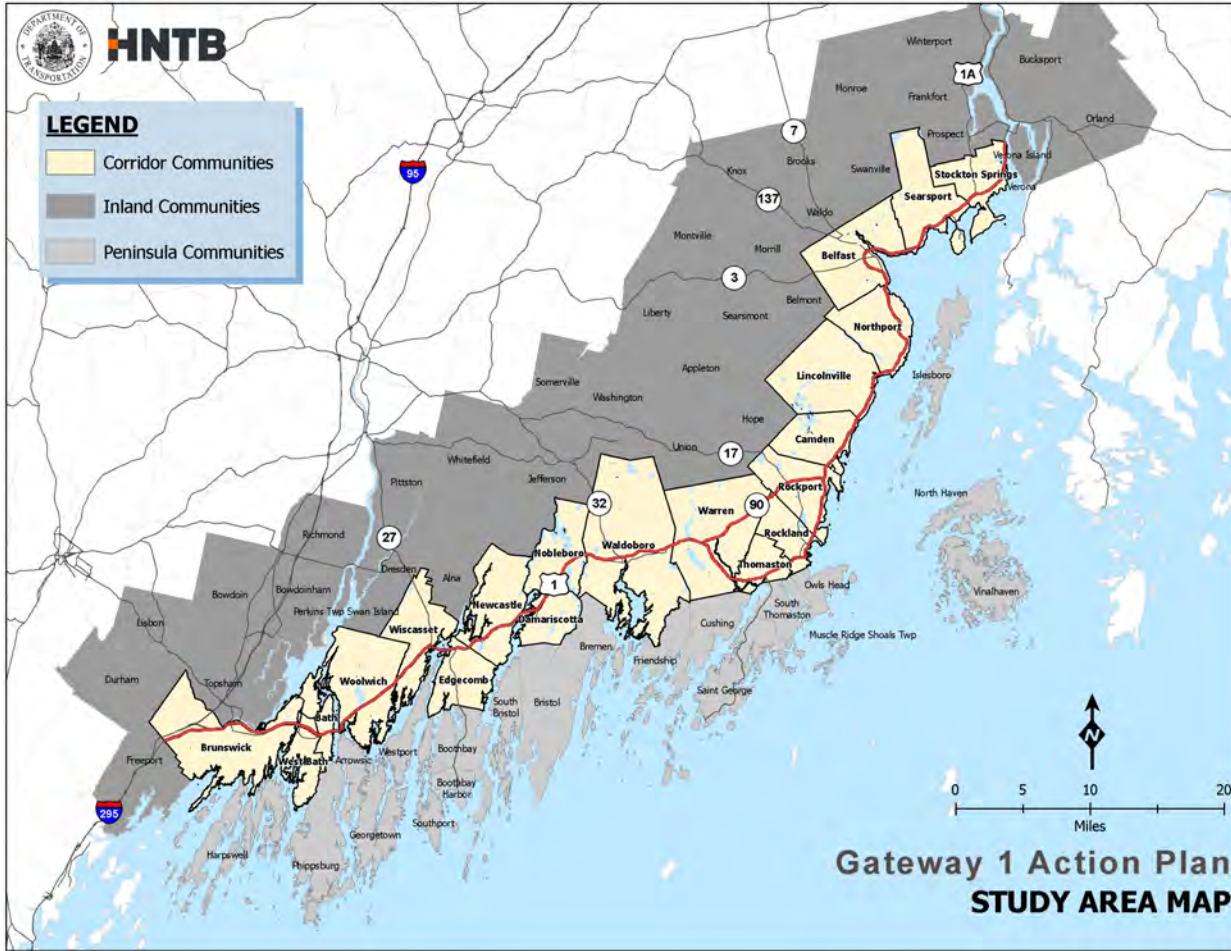 DEPARTMENT OF
TRANSPORTATION
HNTB
LEGEND
Corridor Communities
Inland Communities
Peninsula Communities
Winterport
Bucksport
1A
Monroe
Frankfort
Orland
95
7
Prospect
Brooks
Swanville
Verona Island
Knox
Stockton Springs
Verona
137
Searsport
Waldo
Montville
Morrill
Belfast
3
Belmont
Liberty
Searsmont
Northport
Appleton
Lincolnville
Islesboro
Somerville
Washington
Hope
Camden
Union
17
Whitefield
Jefferson
Rockport
Pittston
North Haven
32
90
Warren
Richmond
Rockland
27
Nobleboro
Waldoboro
Thomaston
Dresden
1
Alna
Owls Head
Bowdoinham
Bowdoin
Newcastle
Vinalhaven
Perkins Twp Swan Island
Damariscotta
South
Thomaston
Lisbon
Wiscasset
Cushing
Muscle Ridge Shoals Twp
Bremen
Friendship
Durham
Topsham
Woolwich
Edgecomb
Saint George
South
Bristol
Bristol
Bath
Brunswick
Westport
Boothbay
Freeport
West Bath
Arrowsic
Boothbay
Harbor
295
Southport
Georgetown
Harpswell
Phippsburg
N
0 5 10 20
Miles
Gateway 1 Action Plan
STUDY AREA MAP